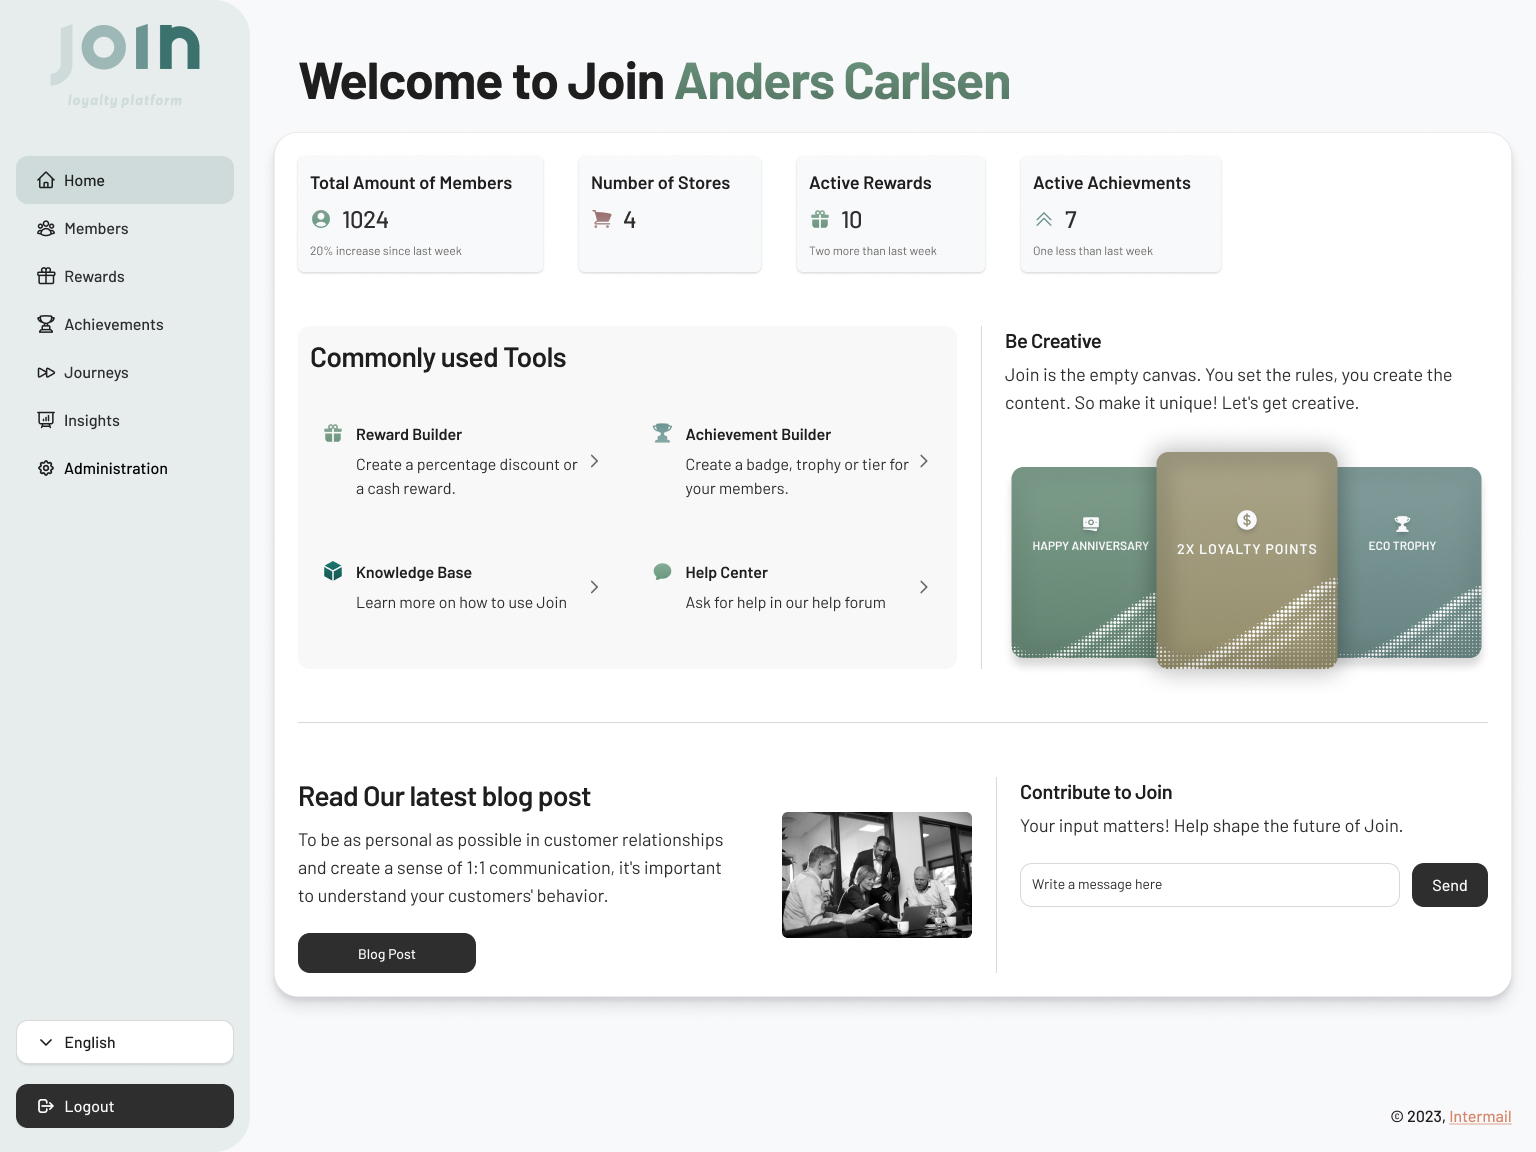 join
loyalty platform
Home
Members
Rewards
Achievements
Journeys
Insights
Administration
English
Logout
Welcome to Join Anders Carlsen
Total Amount of Members
1024
20% increase since last week
Number of Stores
4
Active Rewards
10
Two more than last week
Active Achievments
7
One less than last week
Commonly used Tools
Reward Builder
Create a percentage discount or
a cash reward.
Achievement Builder
Create a badge, trophy or tier for
your members.
Knowledge Base
Learn more on how to use Join
Help Center
Ask for help in our help forum
Be Creative
Join is the empty canvas. You set the rules, you create the
content. So make it unique! Let's get creative.
HAPPY ANNIVERSARY
2X LOYALTY POINTS
ECO TROPHY
Read Our latest blog post
To be as personal as possible in customer relationships
and create a sense of 1:1 communication, it's important
to understand your customers' behavior.
Blog Post
Contribute to Join
Your input matters! Help shape the future of Join.
Write a message here
Send
© 2023, Intermail